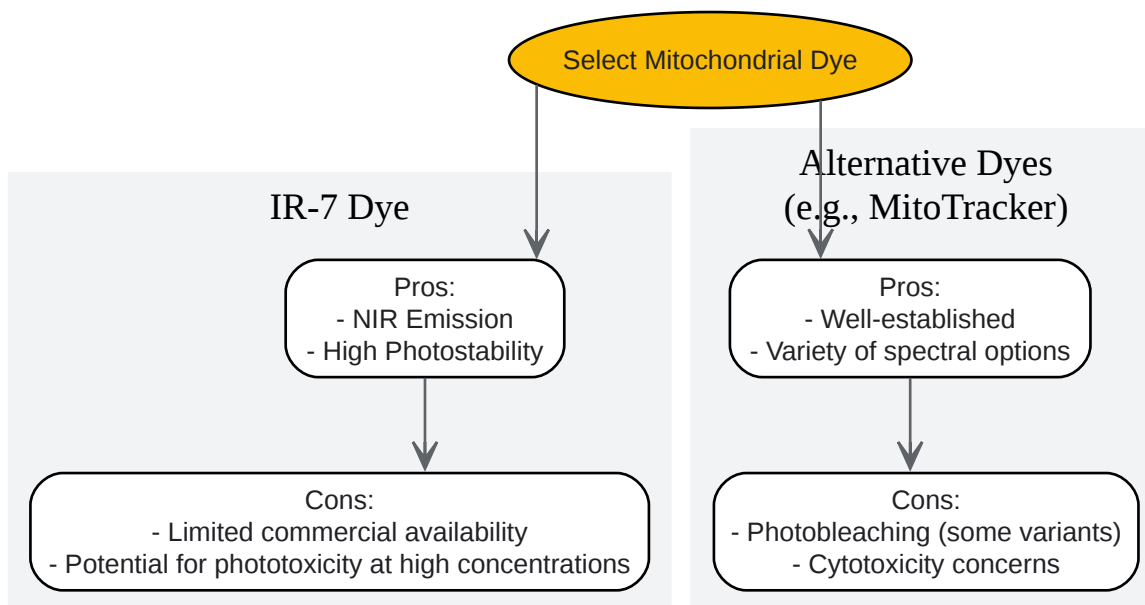 Select Mitochondrial Dye
IR-7 Dye
Pros:
- NIR Emission
- High Photostability
Cons:
- Limited commercial availability
- Potential for phototoxicity at high concentrations
Alternative Dyes
(e.g., MitoTracker)
Pros:
- Well-established
- Variety of spectral options
Cons:
- Photobleaching (some variants)
- Cytotoxicity concerns